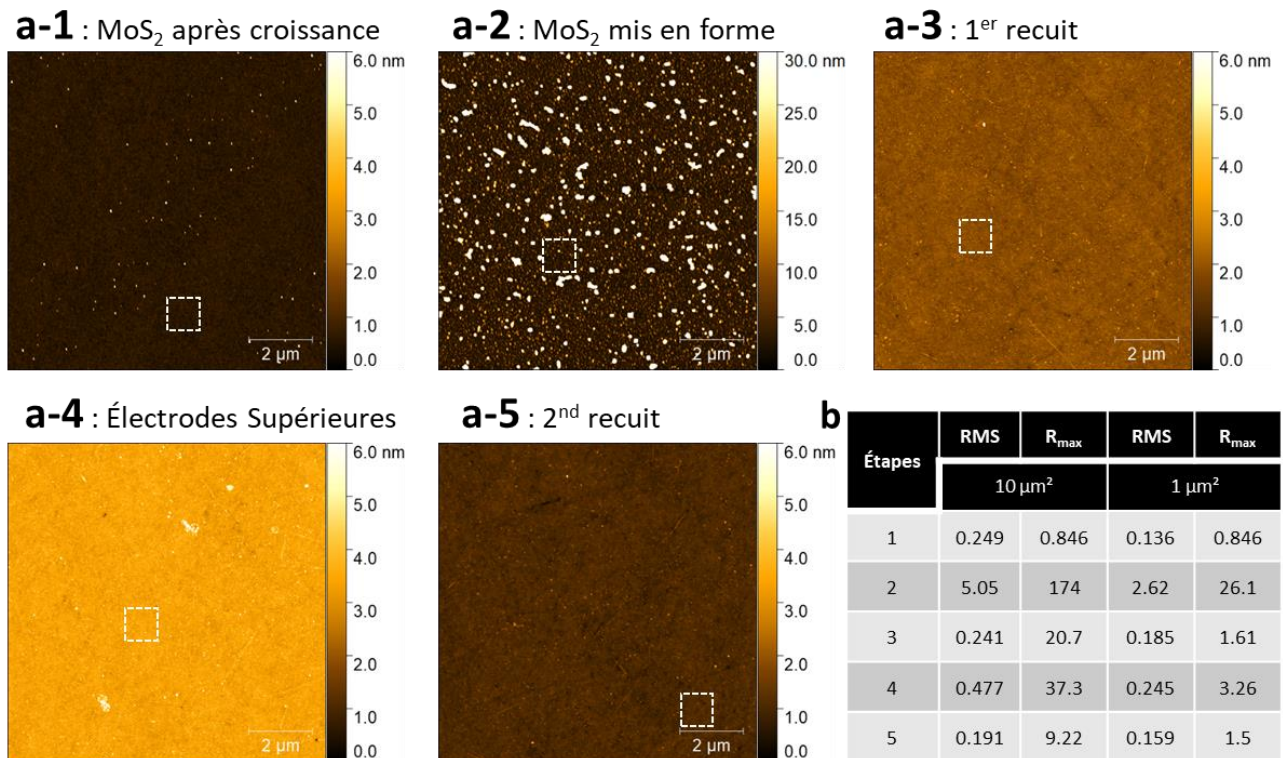 a-1 : MoS₂ après croissance
6.0 nm
5.0
4.0
3.0
2.0
1.0
0.0
2 µm
a-2 : MoS₂ mis en forme
30.0 nm
25.0
20.0
15.0
10.0
5.0
0.0
2 µm
a-3 : 1er recuit
6.0 nm
5.0
4.0
3.0
2.0
1.0
0.0
2 µm
a-4 : Électrodes Supérieures
6.0 nm
5.0
4.0
3.0
2.0
1.0
0.0
2 µm
a-5 : 2nd recuit
6.0 nm
5.0
4.0
3.0
2.0
1.0
0.0
2 µm
b
Étapes RMS Rmax RMS Rmax
10 µm² 1 µm²
1 0.249 0.846 0.136 0.846
2 5.05 174 2.62 26.1
3 0.241 20.7 0.185 1.61
4 0.477 37.3 0.245 3.26
5 0.191 9.22 0.159 1.5